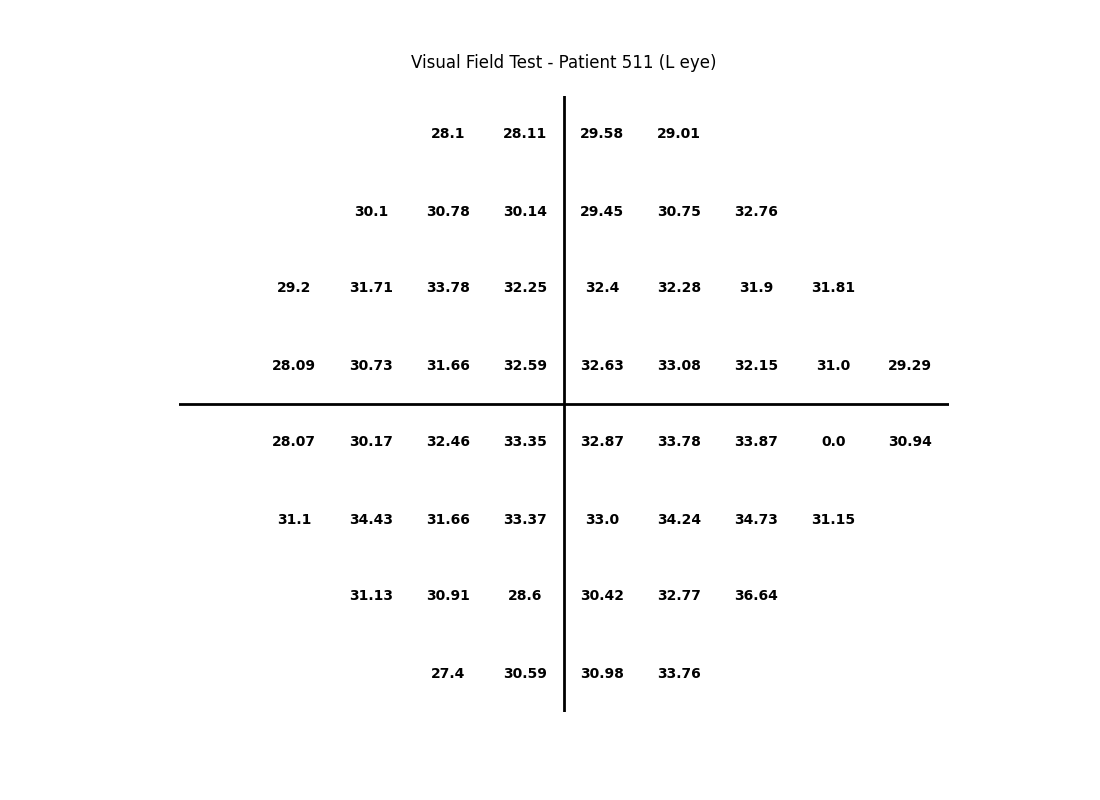 Visual Field Test - Patient 511 (L eye)
28.1 28.11 29.58 29.01
30.1 30.78 30.14 29.45 30.75 32.76
29.2 31.71 33.78 32.25 32.4 32.28 31.9 31.81
28.09 30.73 31.66 32.59 32.63 33.08 32.15 31.0 29.29
28.07 30.17 32.46 33.35 32.87 33.78 33.87 0.0 30.94
31.1 34.43 31.66 33.37 33.0 34.24 34.73 31.15
31.13 30.91 28.6 30.42 32.77 36.64
27.4 30.59 30.98 33.76